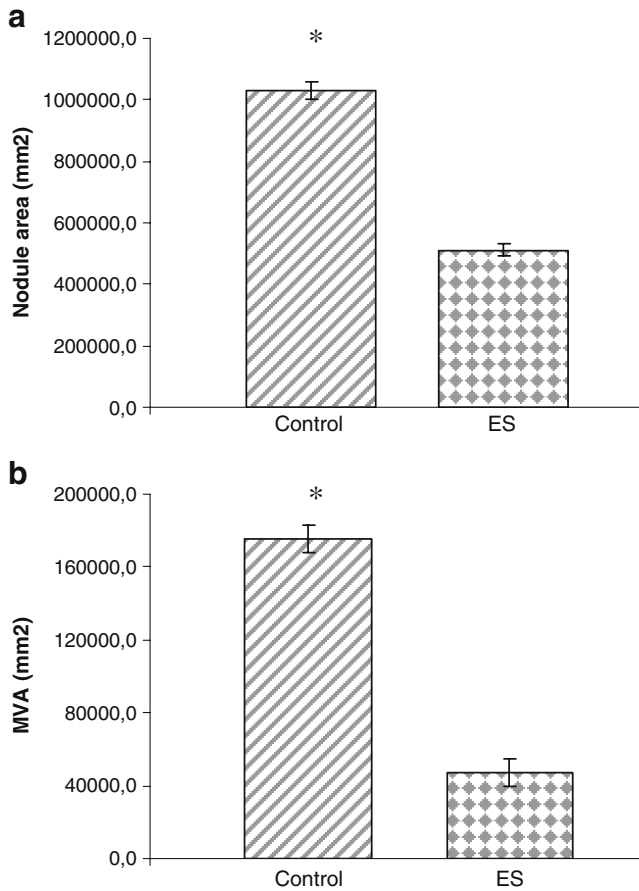 a
1200000,0
1000000,0
800000,0
600000,0
400000,0
200000,0
0,0
Nodule area (mm2)
*
Control
ES
b
200000,0
160000,0
120000,0
80000,0
40000,0
0,0
MVA (mm2)
*
Control
ES